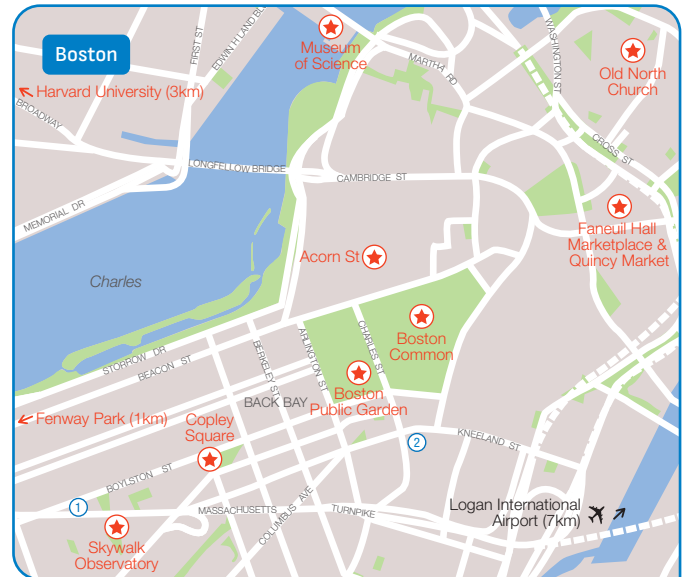 Boston
FIRST ST
EDWIN H LAND BL
Museum
of Science
MARTHA RD
WASHINGTON ST
Old North
Church
Harvard University (3km)
BROADWAY
CROSS ST
LONGFELLOW BRIDGE
CAMBRIDGE ST
MEMORIAL DR
Faneuil Hall
Marketplace &
Quincy Market
Acorn St
Charles
Boston
Common
STORROW DR
BEACON ST
BERKELEY ST
ARLINGTON ST
CHARLES ST
Boston
Public Garden
BACK BAY
Fenway Park (1km)
Copley
Square
2
KNEELAND ST
BOYLSTON ST
1
MASSACHUSETTS
TURNPIKE
COLUMBUS AVE
Logan International
Airport (7km)
Skywalk
Observatory